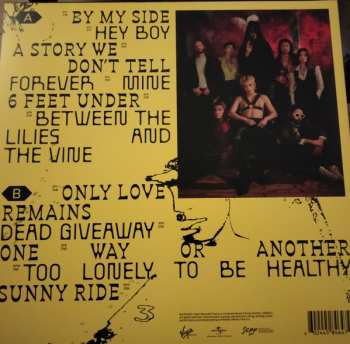 A "BY MY SIDE"
"HEY BOY"
A STORY WE
DON'T TELL"
FOREVER" "MINE"
6 FEET UNDER"
"BETWEEN THE
LILIES AND
THE VINE"
B "ONLY LOVE
REMAINS"
DEAD GIVEAWAY"
ONE WAY OR ANOTHER
"TOO LONELY TO BE HEALTHY
SUNNY RIDE"
3
Virgin